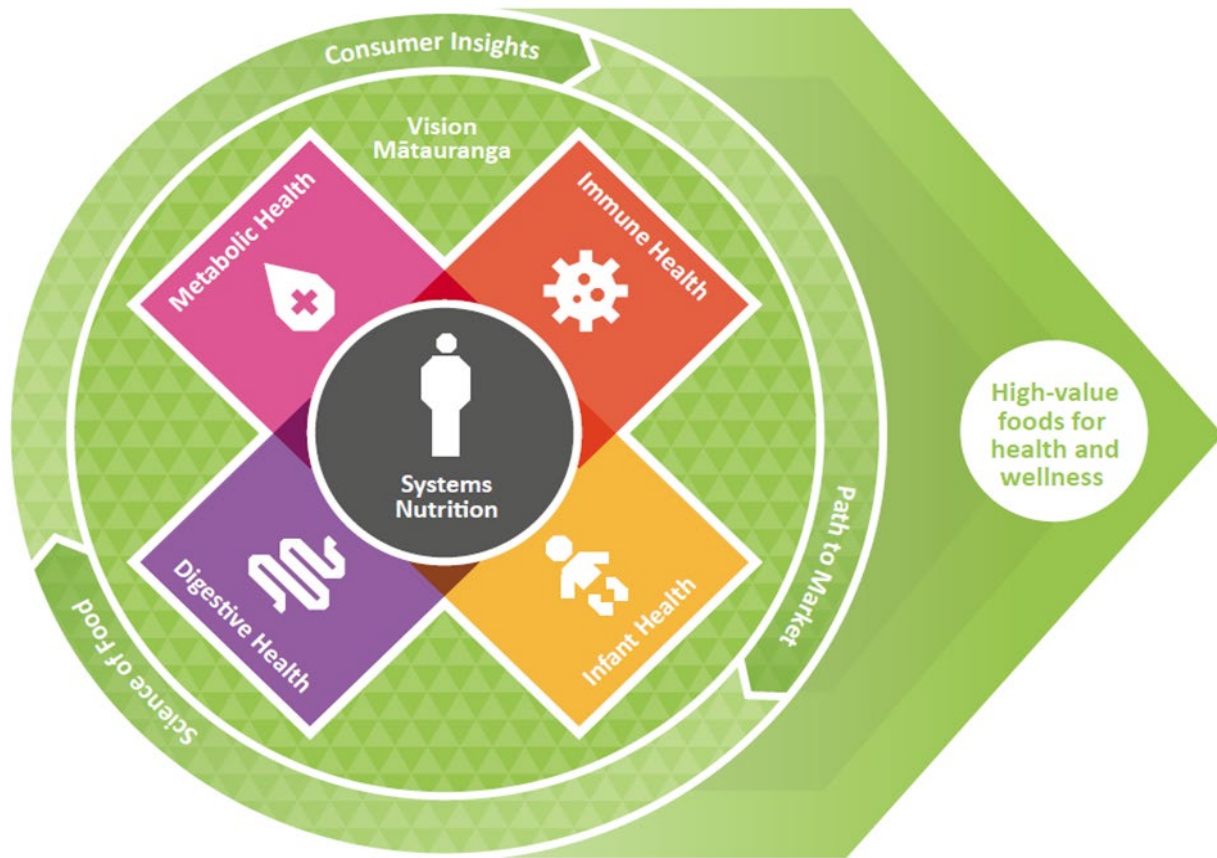 Consumer Insights
Vision
Mātauranga
Metabolic Health
Immune Health
Systems
Nutrition
Digestive Health
Infant Health
Science of Food
Path to Market
High-value
foods for
health and
wellness